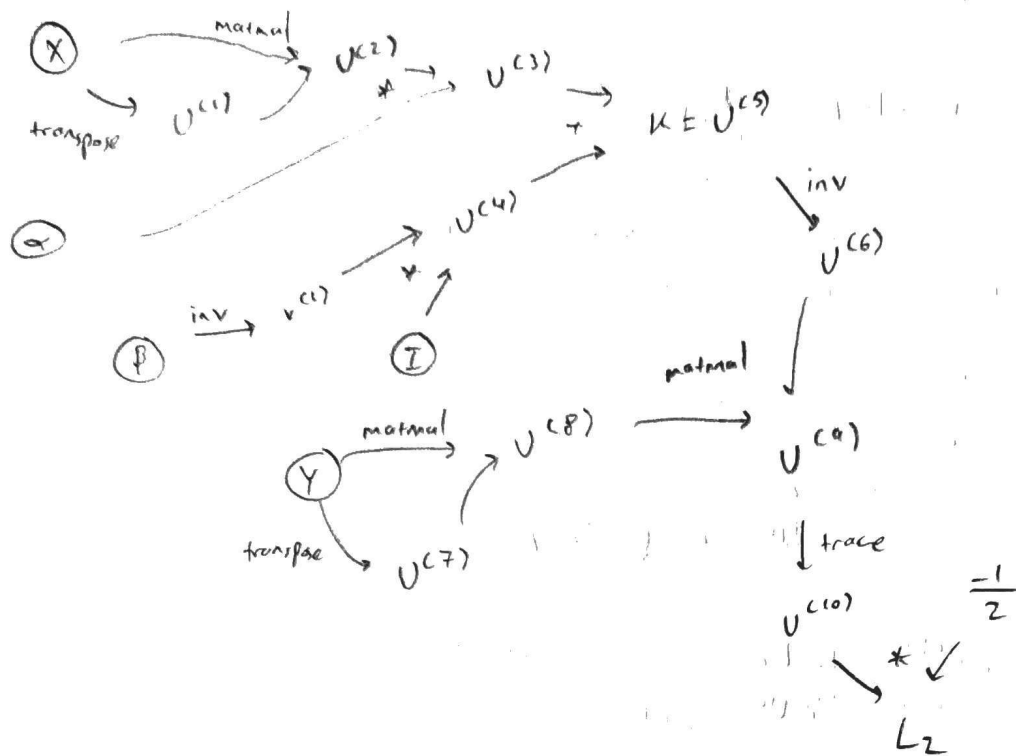 matmul
X U(2) U(3)
*
U(1) + K ≡ U(5)
transpose
inv
α U(4)
U(6)
inv v(1) *
β I
matmul
matmul U(8)
Y U(9)
transpose U(7) trace
-1
2
U(10)
*
L2